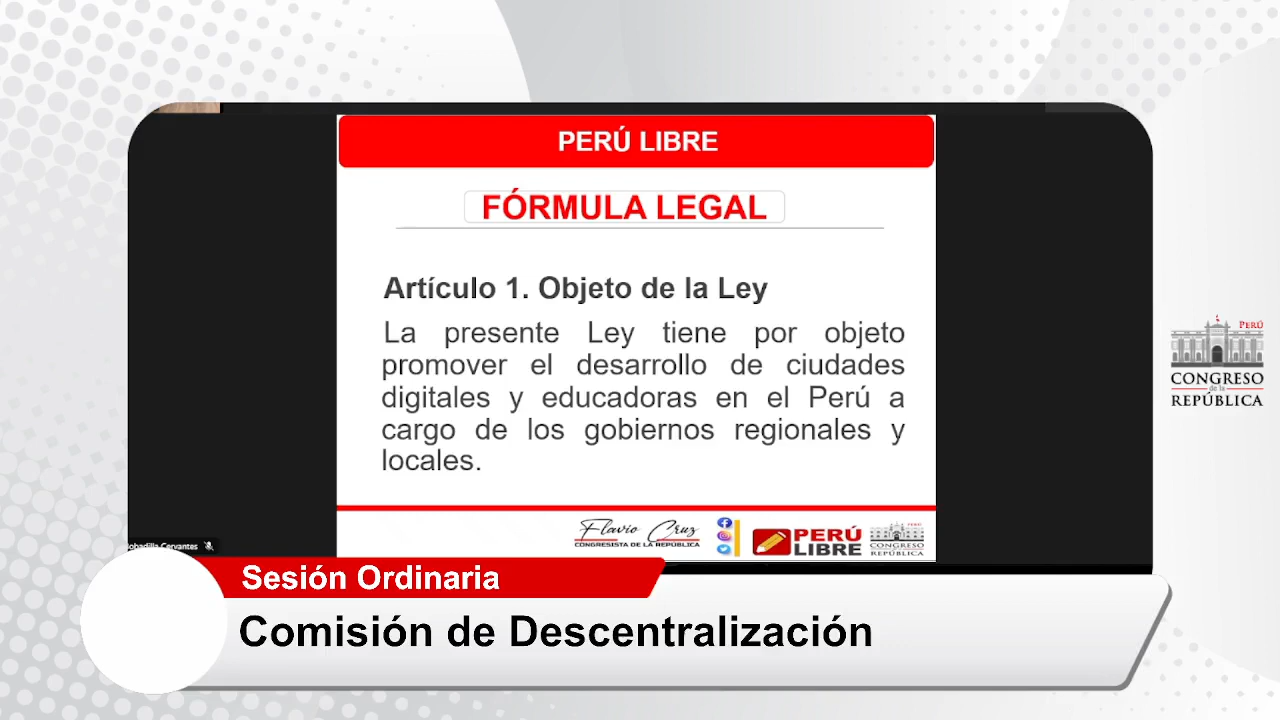 PERÚ LIBRE
FÓRMULA LEGAL
Artículo 1. Objeto de la Ley
La presente Ley tiene por objeto
promover el desarrollo de ciudades
digitales y educadoras en el Perú a
cargo de los gobiernos regionales y
locales.
Flavio Cruz
CONGRESISTA DE LA REPÚBLICA
PERÚ
LIBRE
PERÚ
CONGRESO
REPÚBLICA
Cervantes
PERÚ
CONGRESO
de la
REPÚBLICA
Sesión Ordinaria
Comisión de Descentralización